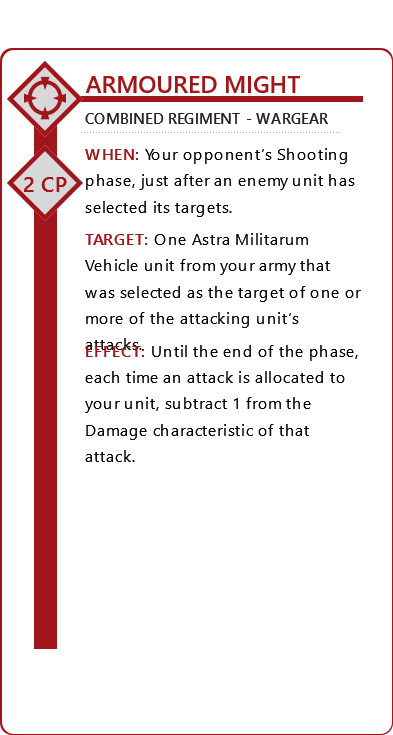 ARMOURED MIGHT
COMBINED REGIMENT - WARGEAR
2 CP
WHEN: Your opponent's Shooting
phase, just after an enemy unit has
selected its targets.
TARGET: One Astra Militarum
Vehicle unit from your army that
was selected as the target of one or
more of the attacking unit's
attacks.
EFFECT: Until the end of the phase,
each time an attack is allocated to
your unit, subtract 1 from the
Damage characteristic of that
attack.